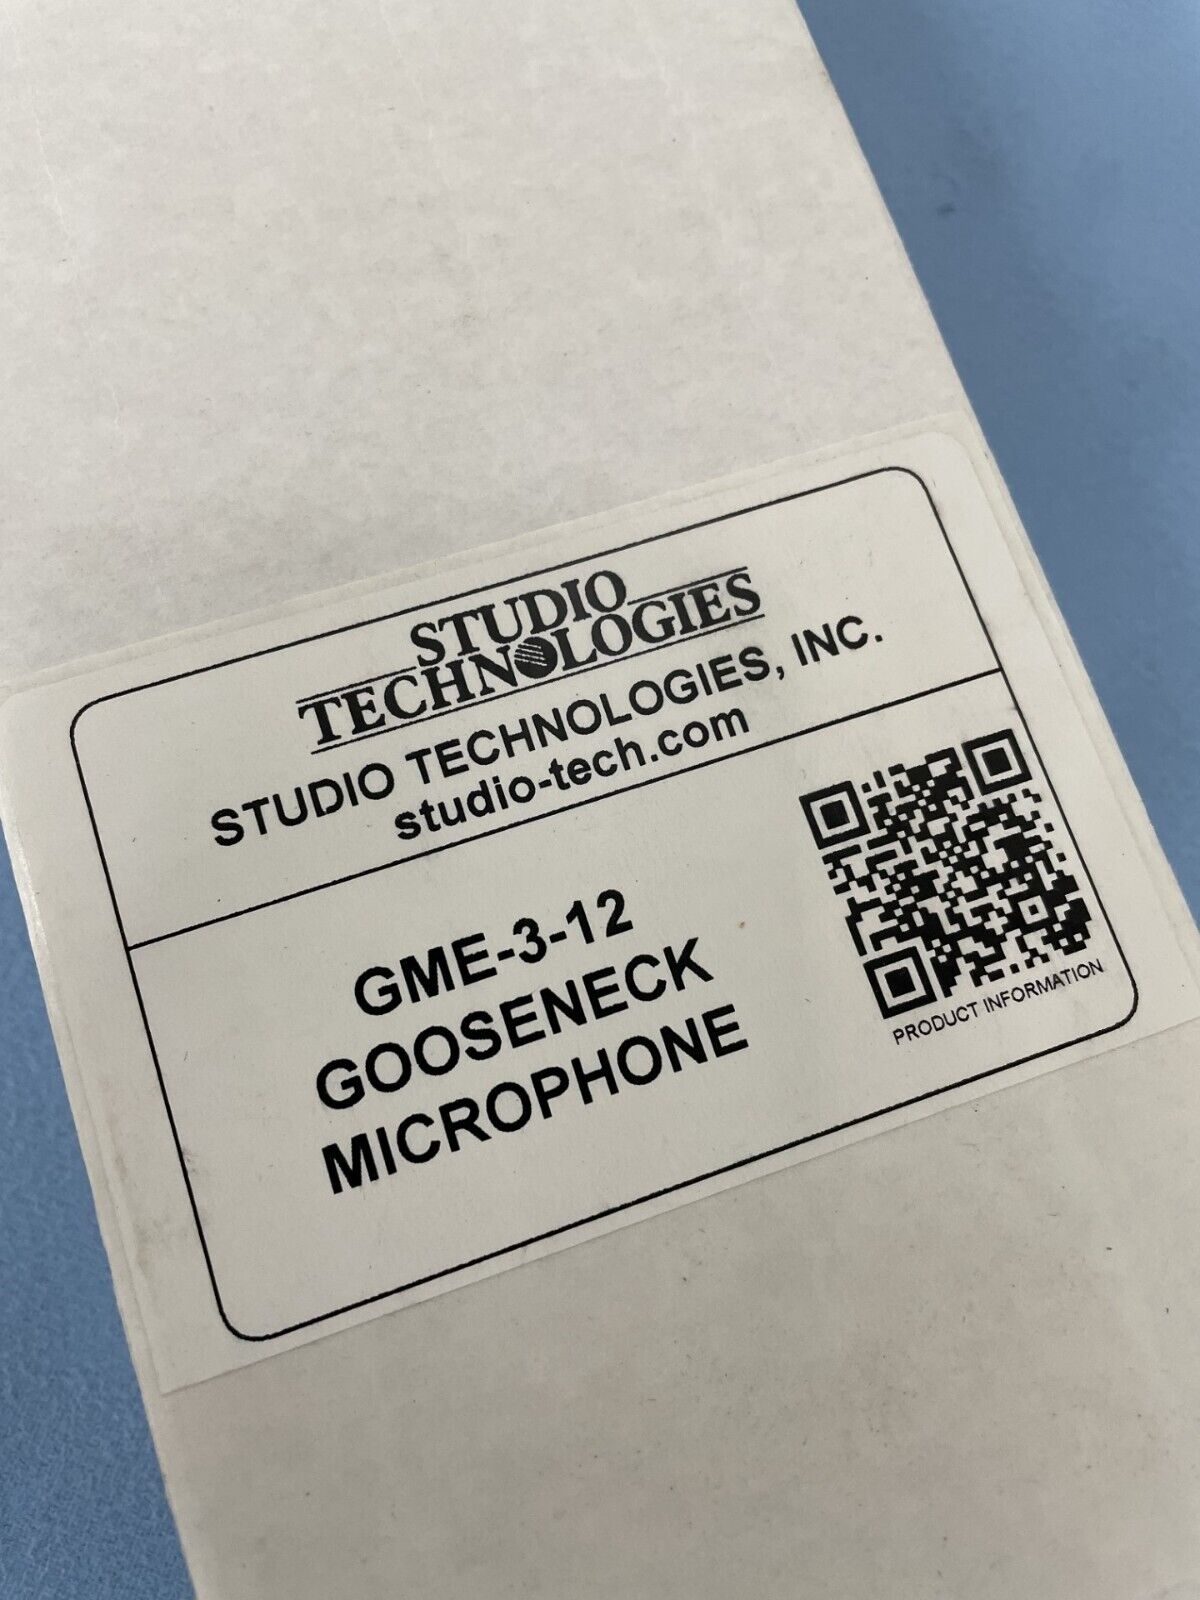 STUDIO
TECHNOLOGIES
STUDIO TECHNOLOGIES, INC.
studio-tech.com
GME-3-12
GOOSENECK
MICROPHONE
PRODUCT INFORMATION